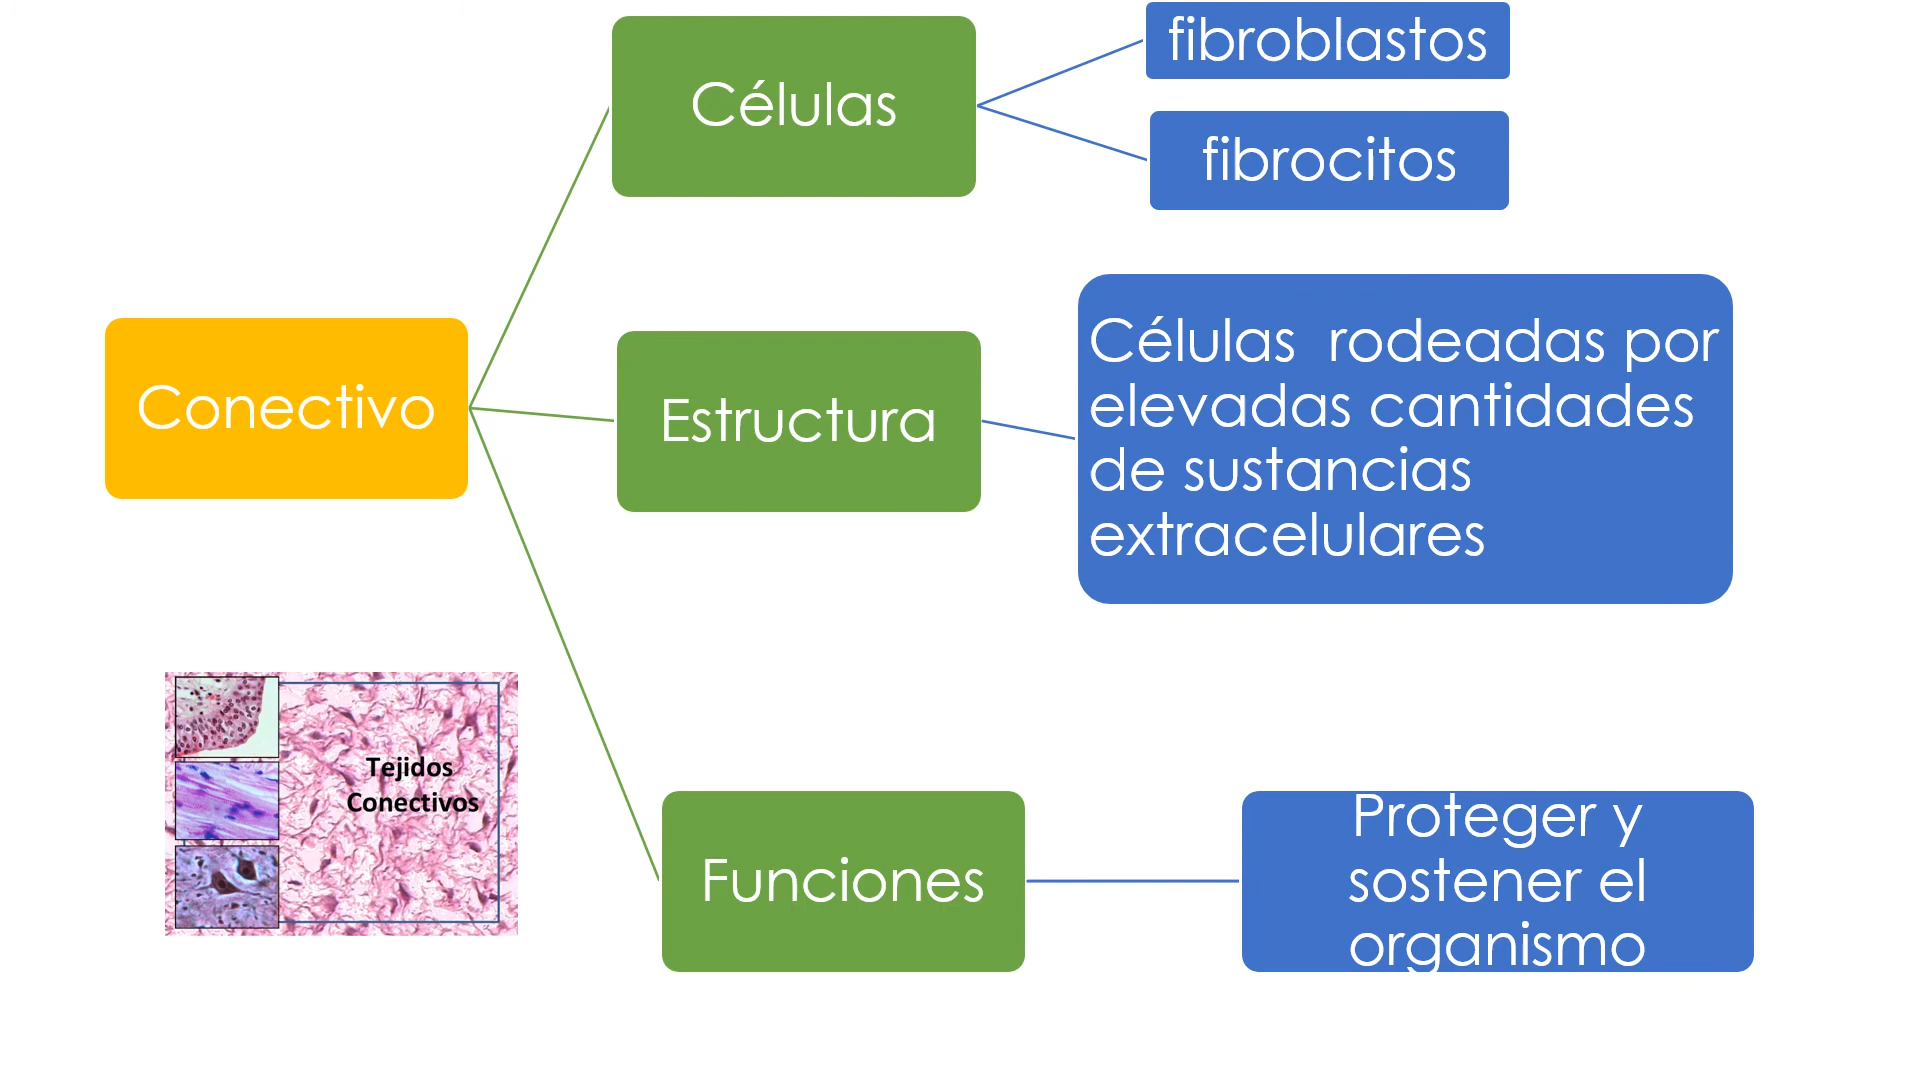 fibroblastos
Células
fibrocitos
Conectivo
Estructura
Células  rodeadas por
elevadas cantidades
de sustancias
extracelulares
Tejidos
Conectivos
Funciones
Proteger y
sostener el
organismo